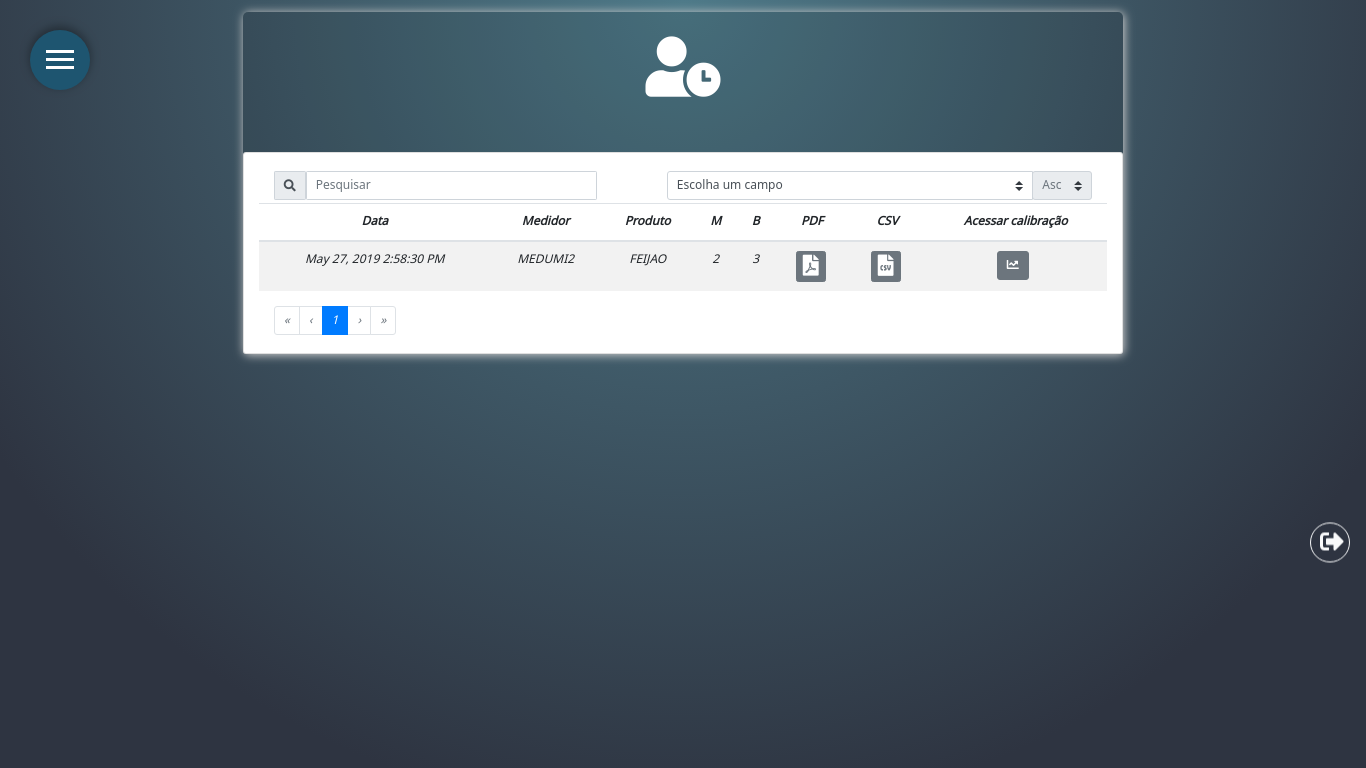 Pesquisar Escolha um campo Asc
Data Medidor Produto M B PDF CSV Acessar calibração
May 27, 2019 2:58:30 PM MEDUMI2 FEIJAO 2 3 CSV
« ‹ 1 › »